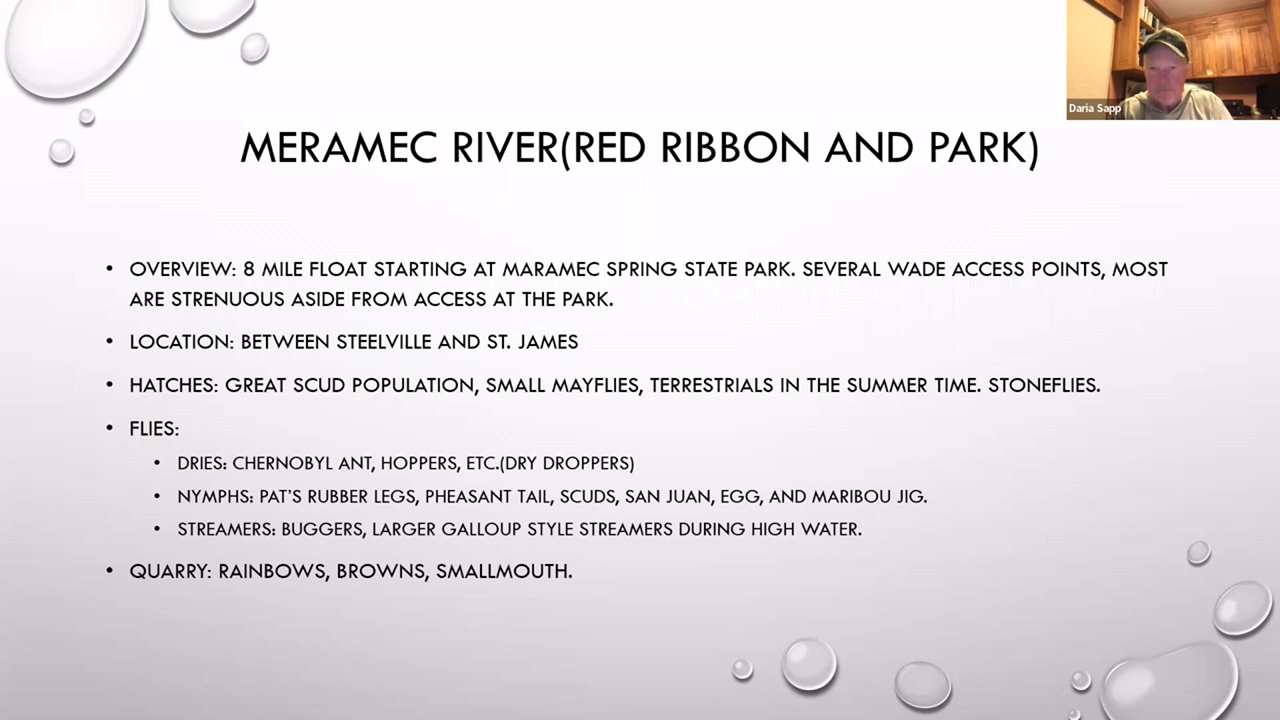 Daria Sapp
MERAMEC RIVER(RED RIBBON AND PARK)
• OVERVIEW: 8 MILE FLOAT STARTING AT MARAMEC SPRING STATE PARK. SEVERAL WADE ACCESS POINTS, MOST
ARE STRENUOUS ASIDE FROM ACCESS AT THE PARK.
• LOCATION: BETWEEN STEELVILLE AND ST. JAMES
• HATCHES: GREAT SCUD POPULATION, SMALL MAYFLIES, TERRESTRIALS IN THE SUMMER TIME. STONEFLIES.
• FLIES:
• DRIES: CHERNOBYL ANT, HOPPERS, ETC.(DRY DROPPERS)
• NYMPHS: PAT'S RUBBER LEGS, PHEASANT TAIL, SCUDS, SAN JUAN, EGG, AND MARIBOU JIG.
• STREAMERS: BUGGERS, LARGER GALLOUP STYLE STREAMERS DURING HIGH WATER.
• QUARRY: RAINBOWS, BROWNS, SMALLMOUTH.